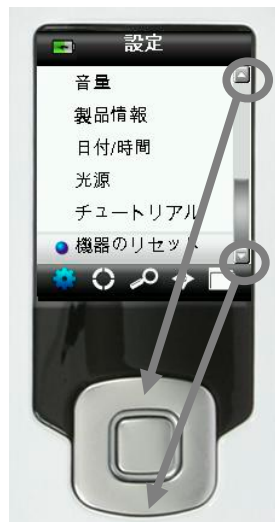 設定
音量
製品情報
日付/時間
光源
チュートリアル
機器のリセット